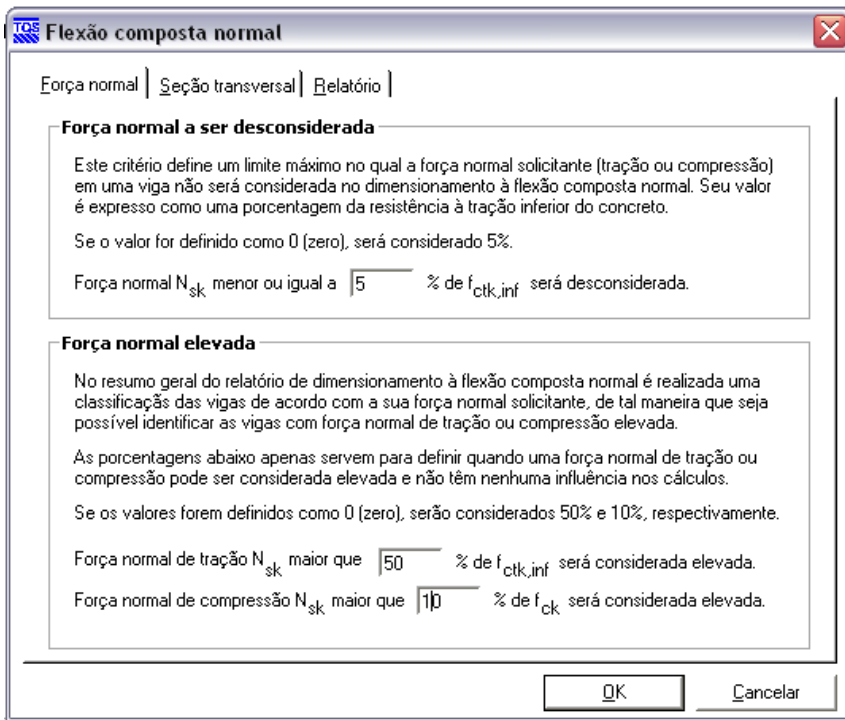 TQS Flexão composta normal
Força normal Seção transversal Relatório
Força normal a ser desconsiderada
Este critério define um limite máximo no qual a força normal solicitante (tração ou compressão)
em uma viga não será considerada no dimensionamento à flexão composta normal. Seu valor
é expresso como uma porcentagem da resistência à tração inferior do concreto.
Se o valor for definido como 0 (zero), será considerado 5%.
Força normal Nsk menor ou igual a 5 % de fctk,inf será desconsiderada.
Força normal elevada
No resumo geral do relatório de dimensionamento à flexão composta normal é realizada uma
classificaçãs das vigas de acordo com a sua força normal solicitante, de tal maneira que seja
possível identificar as vigas com força normal de tração ou compressão elevada.
As porcentagens abaixo apenas servem para definir quando uma força normal de tração ou
compressão pode ser considerada elevada e não têm nenhuma influência nos cálculos.
Se os valores forem definidos como 0 (zero), serão considerados 50% e 10%, respectivamente.
Força normal de tração Nsk maior que 50 % de fctk,inf será considerada elevada.
Força normal de compressão Nsk maior que 10 % de fck será considerada elevada.
OK Cancelar